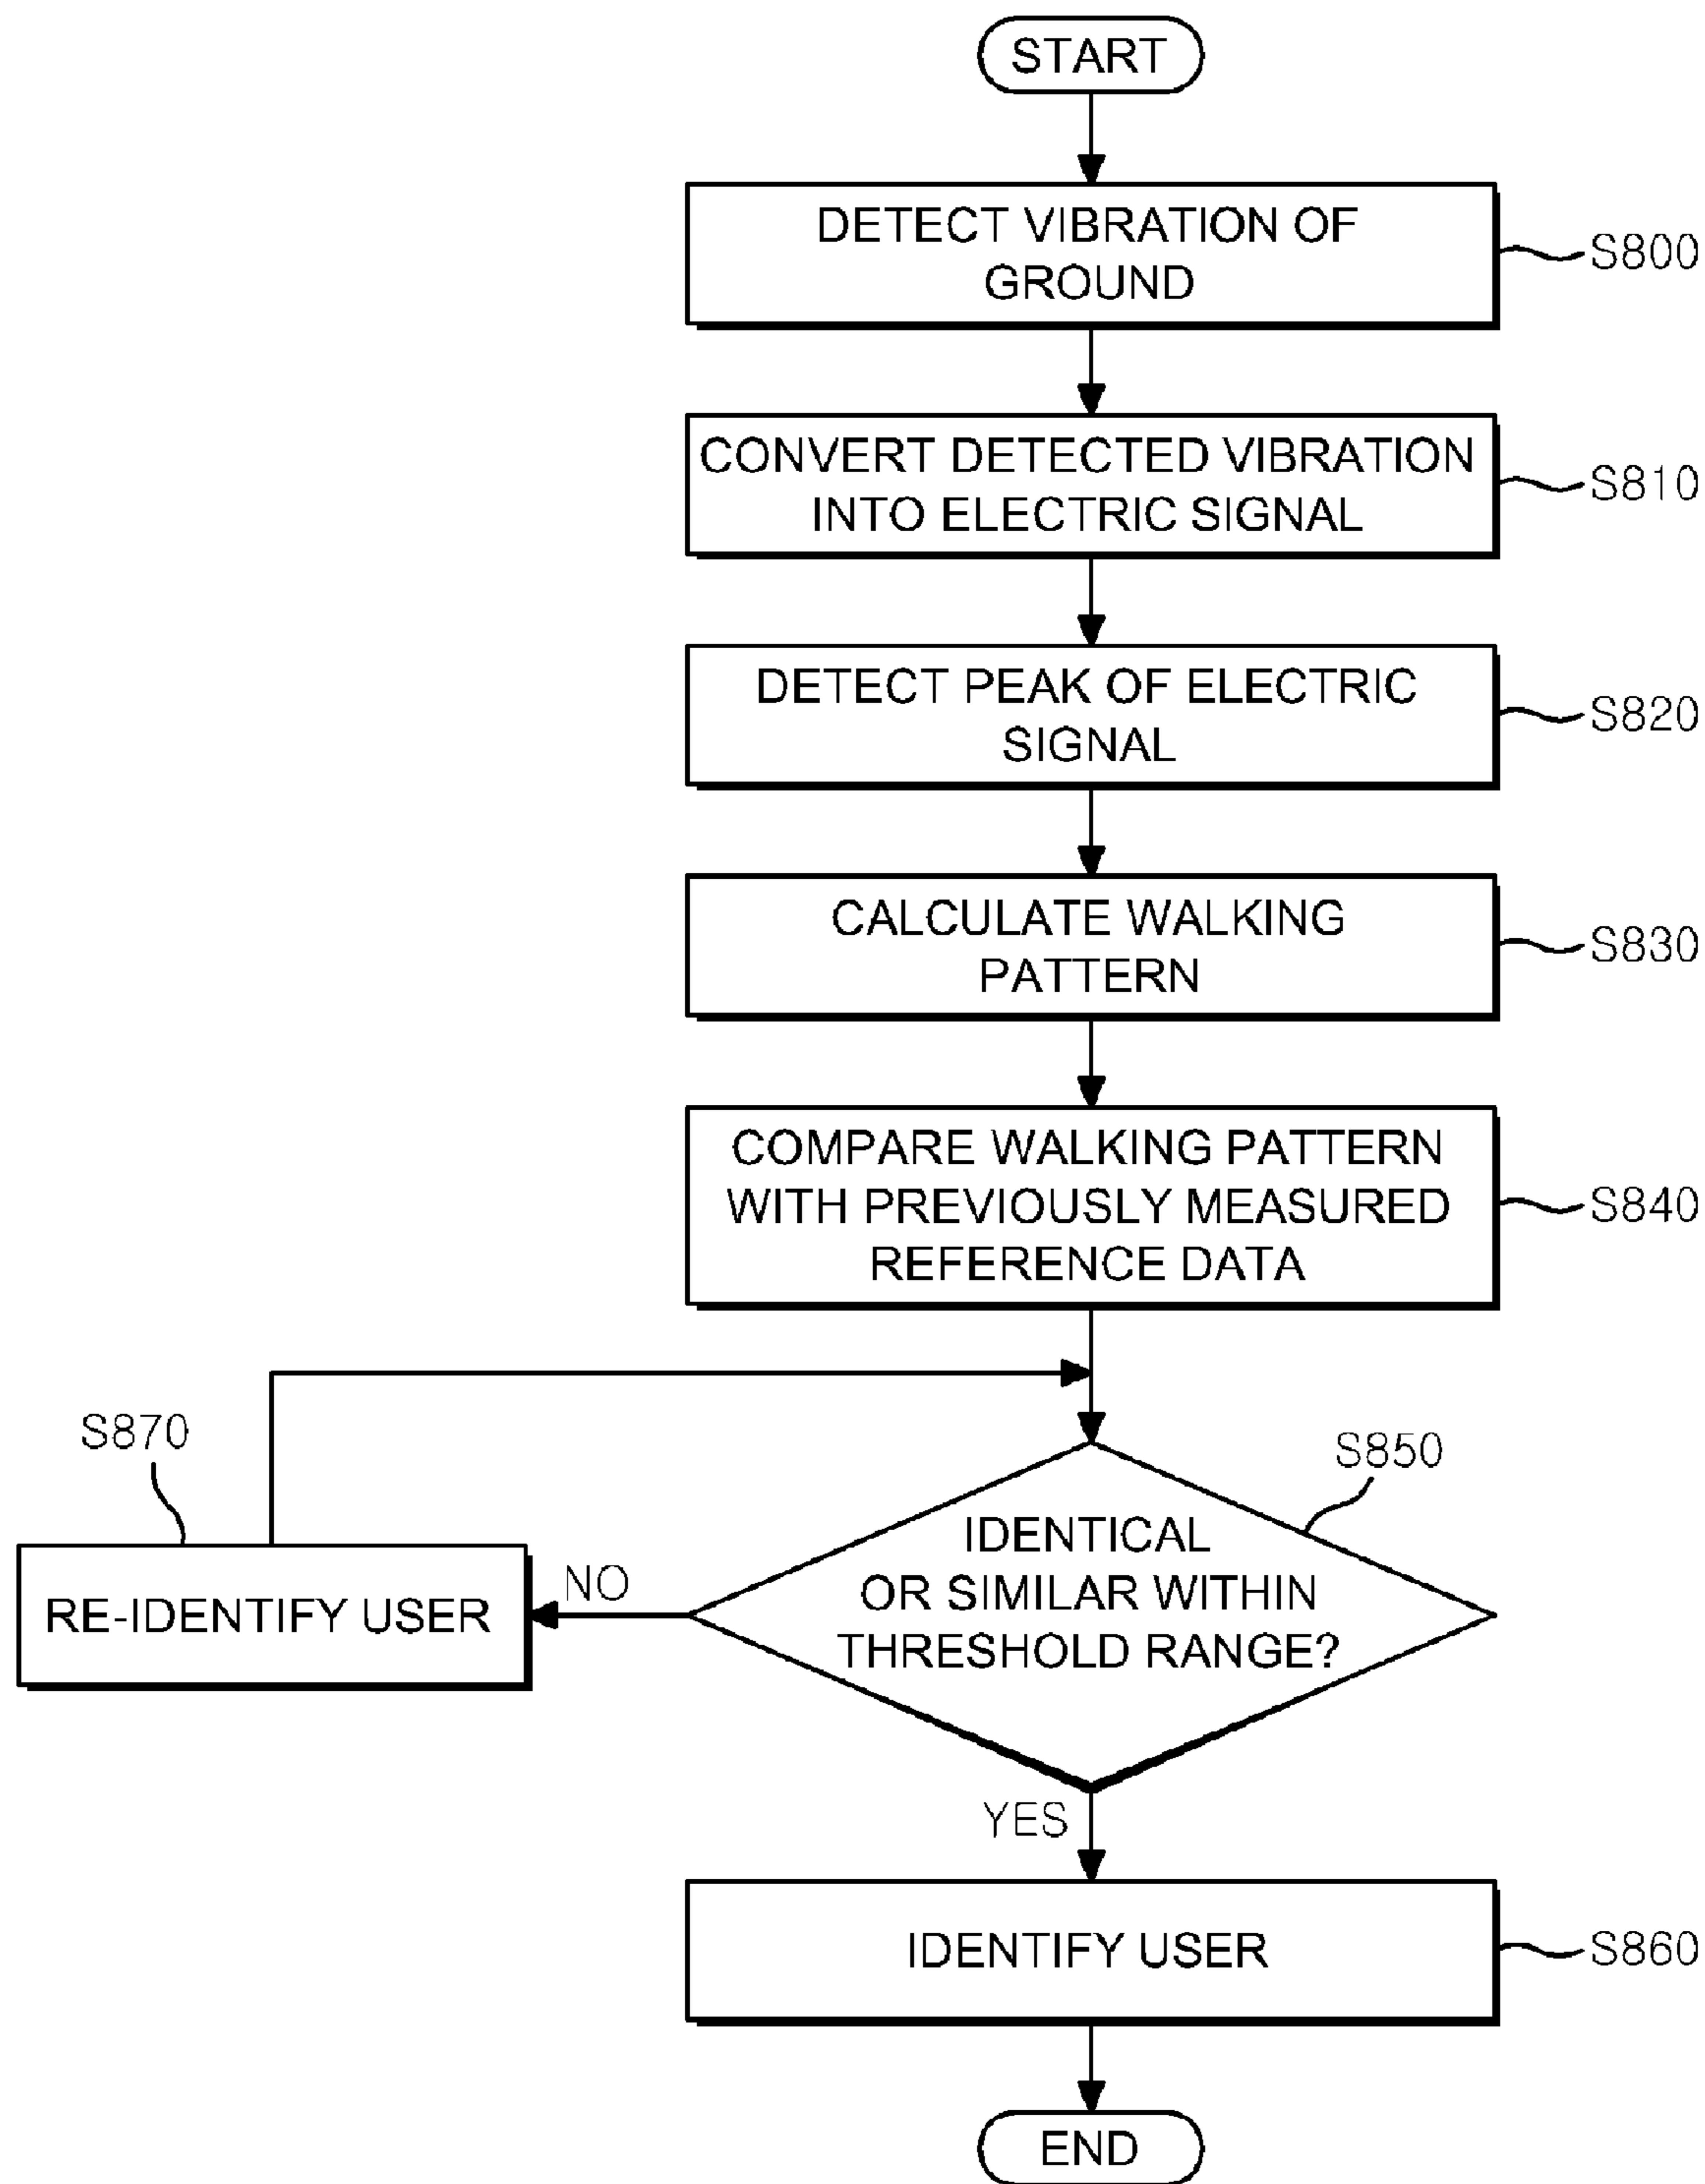 START
DETECT VIBRATION OF
GROUND
S800
CONVERT DETECTED VIBRATION
INTO ELECTRIC SIGNAL
S810
DETECT PEAK OF ELECTRIC
SIGNAL
S820
CALCULATE WALKING
PATTERN
S830
COMPARE WALKING PATTERN
WITH PREVIOUSLY MEASURED
REFERENCE DATA
S840
S870
S850
IDENTICAL
OR SIMILAR WITHIN
THRESHOLD RANGE?
NO
RE-IDENTIFY USER
YES
IDENTIFY USER
S860
END